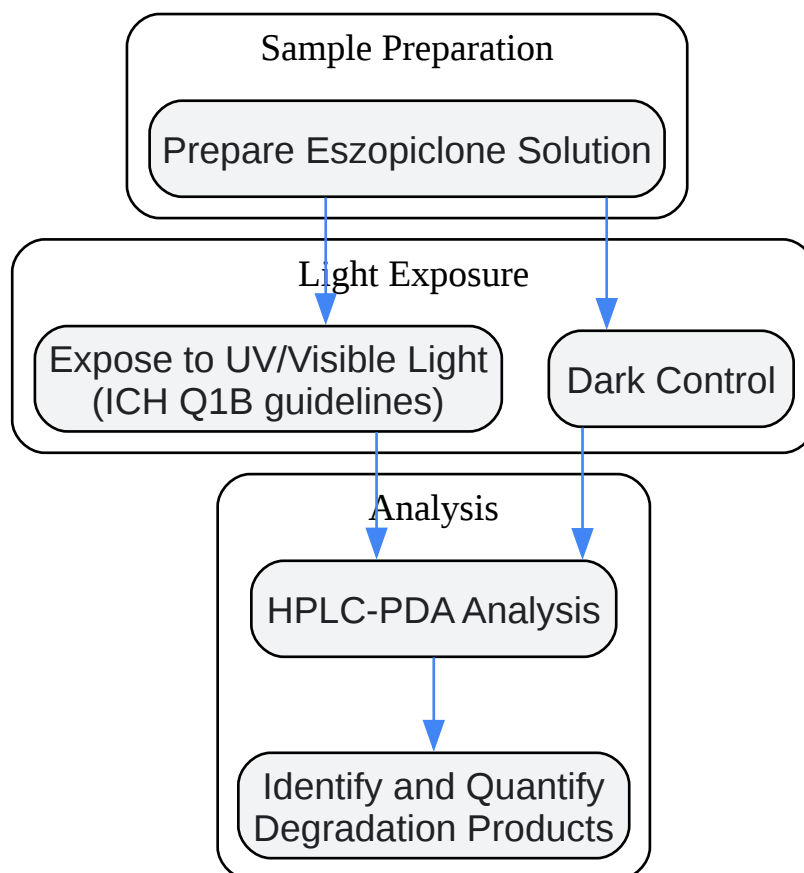 Sample Preparation
Prepare Eszopiclone Solution
Light Exposure
Expose to UV/Visible Light
(ICH Q1B guidelines)
Dark Control
Analysis
HPLC-PDA Analysis
Identify and Quantify
Degradation Products